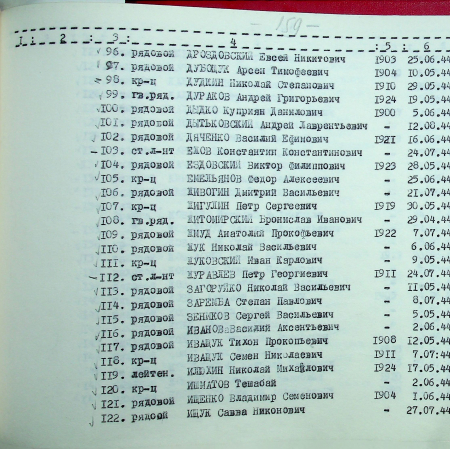 - 159 -
I : 2 : 3 : 4 : 5 : 6
96. рядовой ДРОЗДОВСКИЙ Евсей Никитович 1903 25.06.44
97. рядовой ДУБОЩУК Арсен Тимофеевич 1904 10.05.44
98. кр-ц ДУДКИН Николай Степанович 1910 29.05.44
99. гв.ряд. ДУРАКОВ Андрей Григорьевич 1924 19.05.44
100. рядовой Куприян Данилович 1900 5.06.44
101. рядовой ДУТЬКОВСКИЙ Андрей Лаврентьевич - 12.08.44
102. рядовой ДЯЧЕНКО Василий Ефимович 1921 16.06.44
103. ст.л-нт ЕЛОВ Константин Константинович - 24.07.44
104. рядовой ЕЗДОВСКИЙ Виктор Филиппович 1923 28.05.44
105. кр-ц ЕМЕЛЬЯНОВ Федор Алексеевич - 25.06.44
106. рядовой ЖИВОГИН Дмитрий Васильевич - 21.07.44
107. кр-ц ЖИГУЛИН Петр Сергеевич 1919 30.05.44
108. гв.ряд. ЖИТОМИРСКИЙ Бронислав Иванович - 29.04.44
109. рядовой ЖМУД Анатолий Прокофьевич 1922 7.07.44
110. рядовой ЖУК Николай Васильевич - 6.06.44
111. кр-ц ЖУКОВСКИЙ Иван Карлович - 9.05.44
112. ст.л-нт ЖУРАВЛЕВ Петр Георгиевич 1911 24.07.44
113. рядовой ЗАГОРУЙКО Николай Васильевич - 11.05.44
114. рядовой ЗАРЕМБА Степан Павлович - 8.07.44
115. рядовой ЗЕНИКОВ Сергей Васильевич - 5.05.44
116. рядовой ИВАНОВ Василий Аксентьевич - 2.06.44
117. рядовой ИВАЩУК Тихон Прокопьевич 1908 12.05.44
118. кр-ц ИВАЩУК Семен Николаевич 1911 7.07.44
119. лейтен. ИЛЮХИН Николай Михайлович 1924 17.05.44
120. кр-ц ИШМАТОВ Тешабай - 2.06.44
121. рядовой ИЩЕНКО Владимир Семенович 1904 1.06.44
122. рядовой ИЩУК Савва Никонович - 27.07.44